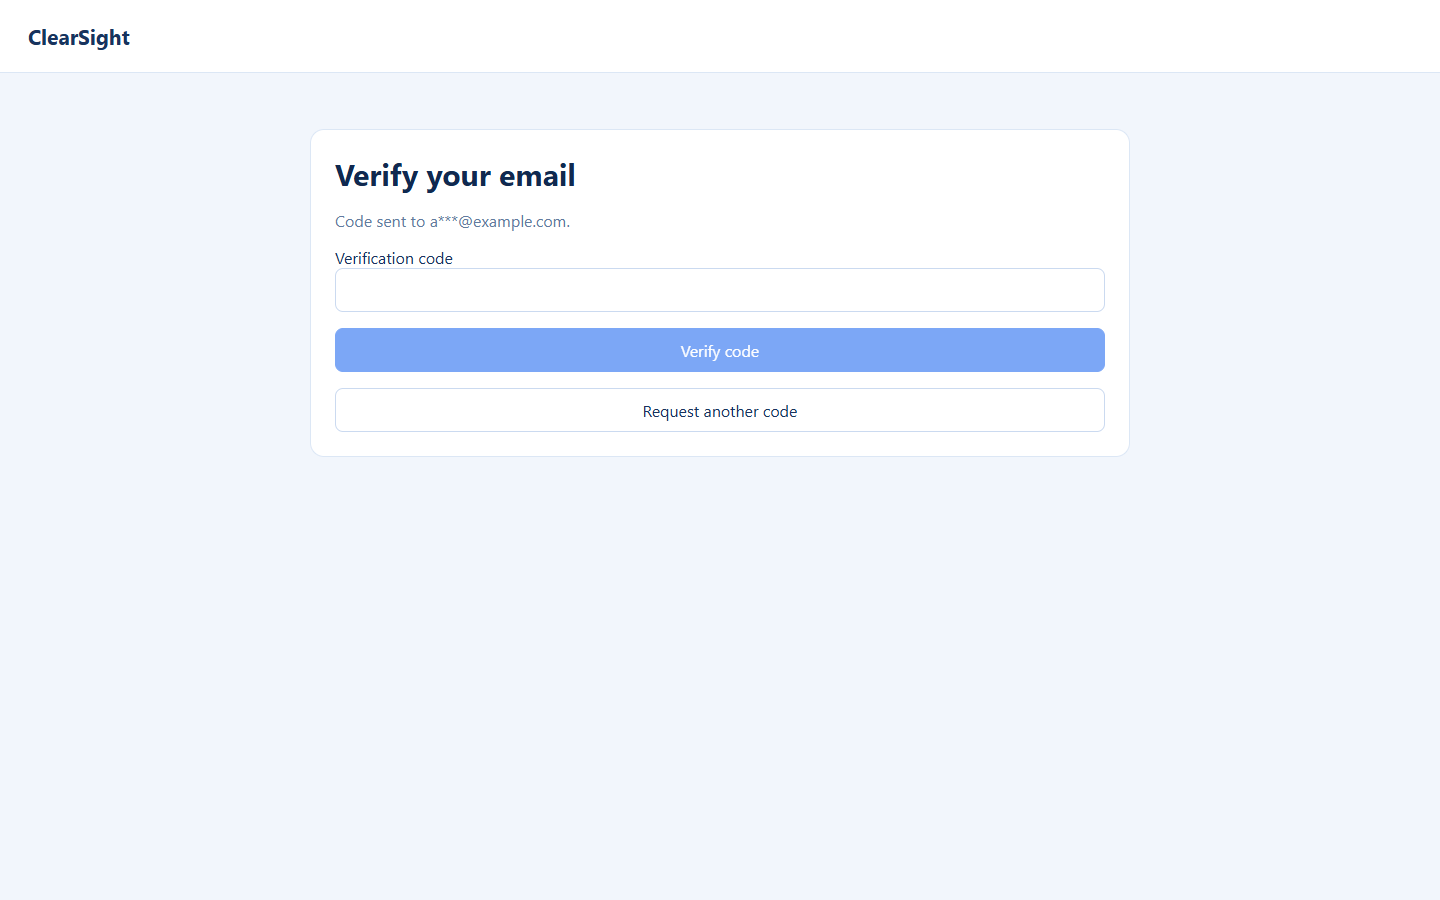 ClearSight
Verify your email
Code sent to a***@example.com.
Verification code
Verify code
Request another code